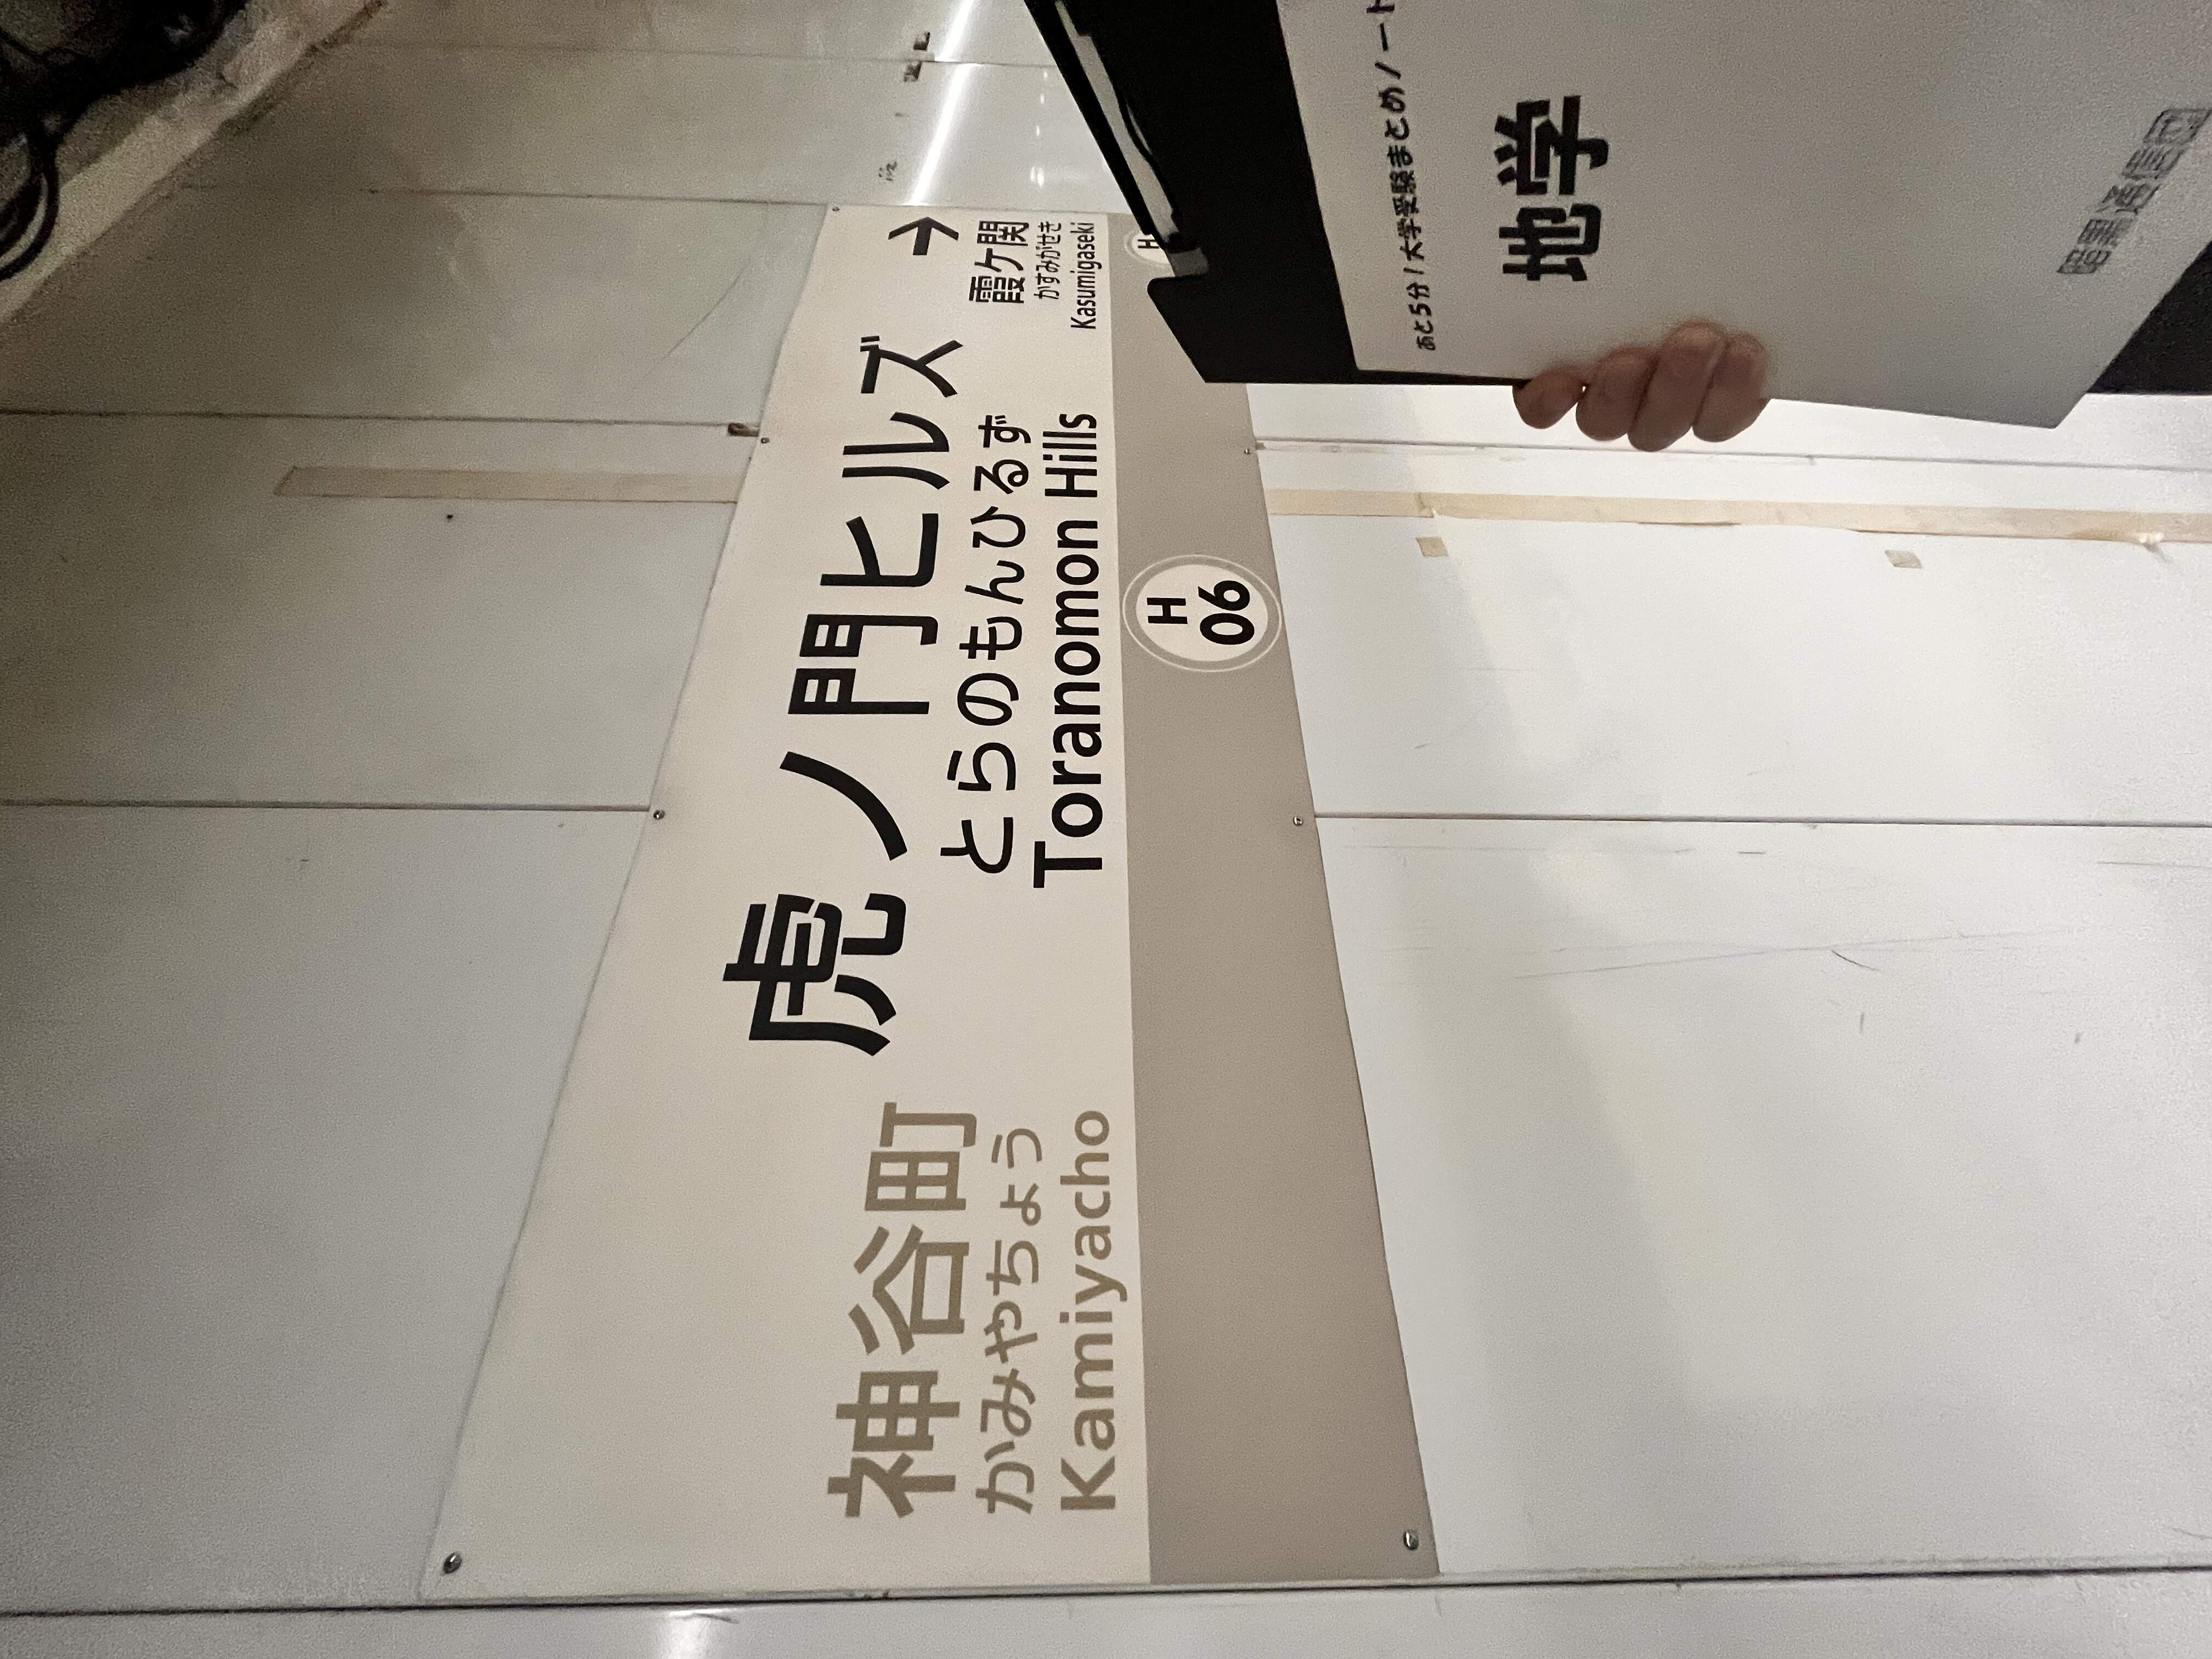 神谷町
かみやちょう
Kamiyacho
虎ノ門ヒルズ
とらのもんひるず
Toranomon Hills
H
06
→
霞ケ関
かすみがせき
Kasumigaseki
H
あと5分!大学受験まとめノート
地学
暗黒通信団